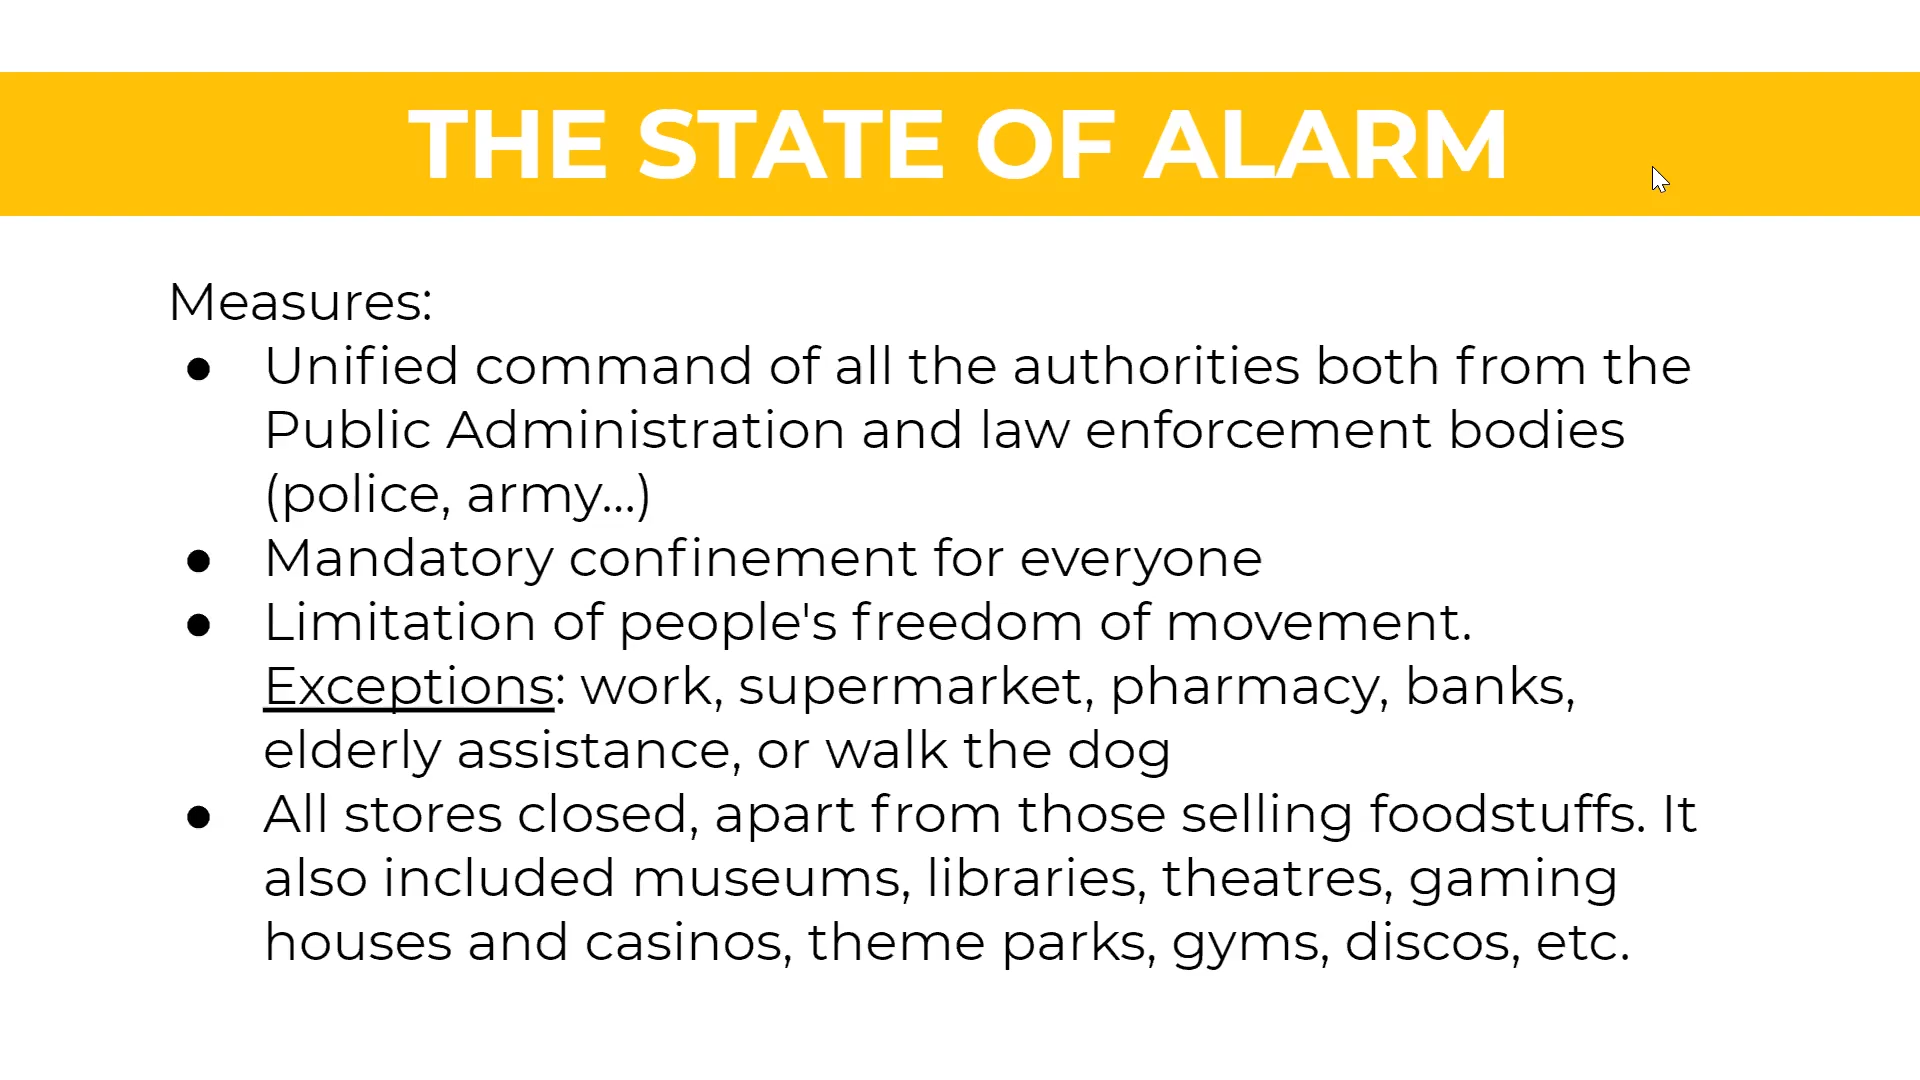 THE STATE OF ALARM
Measures:
● Unified command of all the authorities both from the
Public Administration and law enforcement bodies
(police, army...)
● Mandatory confinement for everyone
● Limitation of people's freedom of movement.
Exceptions: work, supermarket, pharmacy, banks,
elderly assistance, or walk the dog
● All stores closed, apart from those selling foodstuffs. It
also included museums, libraries, theatres, gaming
houses and casinos, theme parks, gyms, discos, etc.